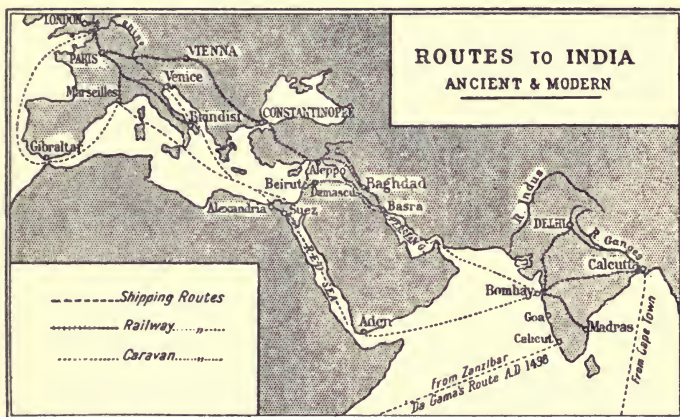 ROUTES TO INDIA
ANCIENT & MODERN
LONDON
Rhine
PARIS
VIENNA
Venice
Marseilles
Brindisi
CONSTANTINOPLE
Gibraltar
Aleppo
Beirut
Damascus
Baghdad
Basra
Alexandria
Suez
RED SEA
Aden
R. Indus
DELHI
R. Ganges
Calcutta
Bombay
Goa
Calicut
Madras
Shipping Routes
Railway...... "
Caravan...... "
From Zanzibar
Da Gama's Route A.D 1498
From Cape Town